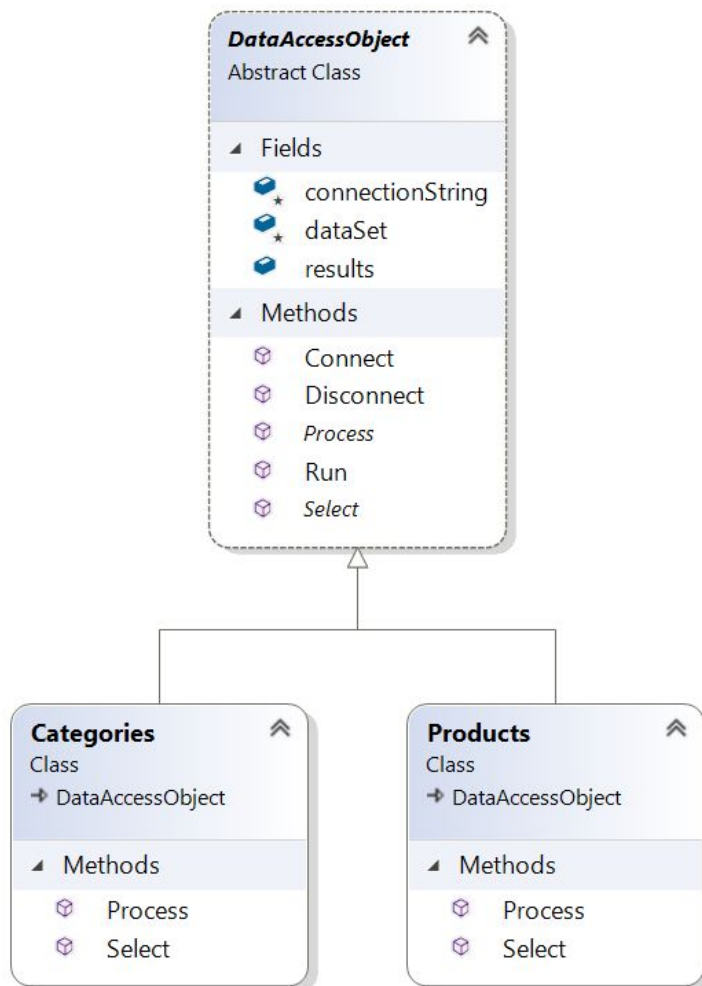 DataAccessObject
Abstract Class
Fields
connectionString
dataSet
results
Methods
Connect
Disconnect
Process
Run
Select
Categories
Class
DataAccessObject
Methods
Process
Select
Products
Class
DataAccessObject
Methods
Process
Select